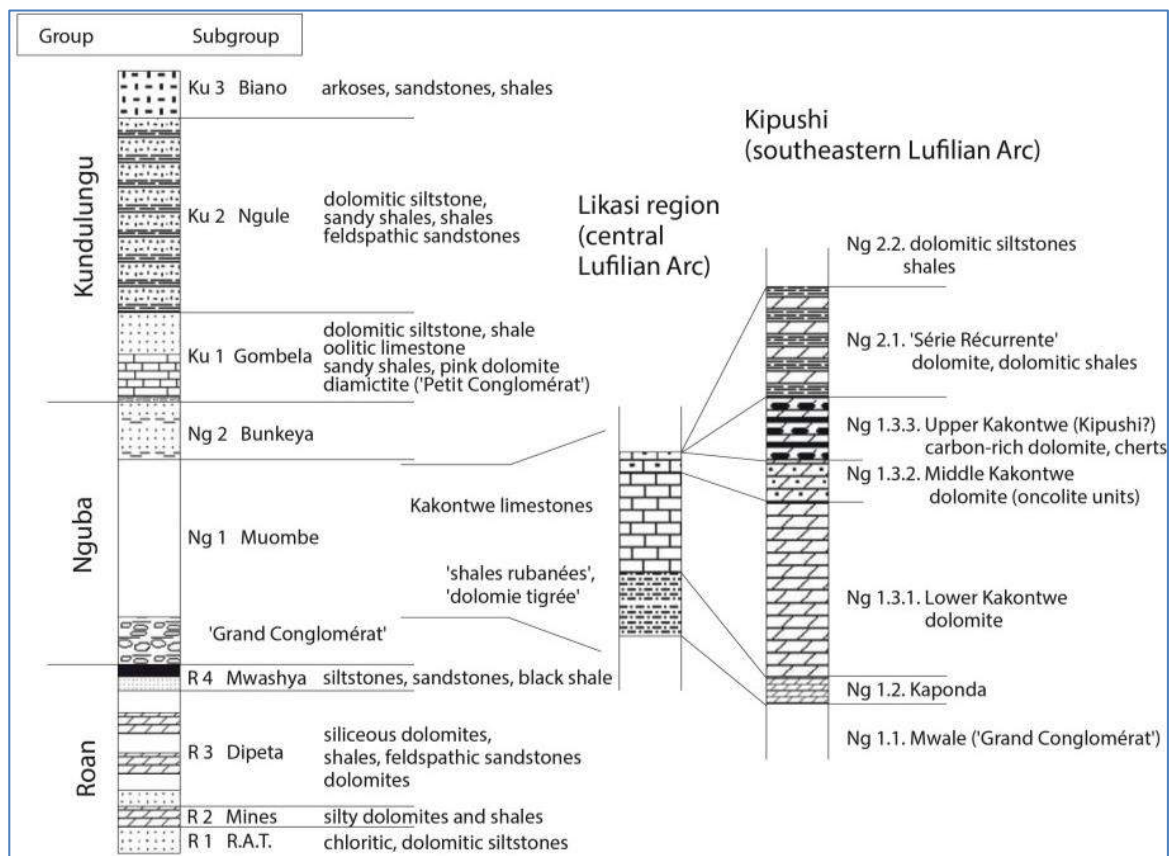 Group Subgroup
Kundulungu
Ku 3 Biano arkoses, sandstones, shales
Ku 2 Ngule dolomitic siltstone,
sandy shales, shales
feldspathic sandstones
Ku 1 Gombela dolomitic siltstone, shale
oolitic limestone
sandy shales, pink dolomite
diamictite ('Petit Conglomérat')
Nguba
Ng 2 Bunkeya
Ng 1 Muombe
'Grand Conglomérat'
Roan
R 4 Mwashya siltstones, sandstones, black shale
R 3 Dipeta siliceous dolomites,
shales, feldspathic sandstones
dolomites
R 2 Mines silty dolomites and shales
R 1 R.A.T. chloritic, dolomitic siltstones
Likasi region
(central
Lufilian Arc)
Kakontwe limestones
'shales rubanées',
'dolomie tigrée'
Kipushi
(southeastern Lufilian Arc)
Ng 2.2. dolomitic siltstones
shales
Ng 2.1. 'Série Récurrente'
dolomite, dolomitic shales
Ng 1.3.3. Upper Kakontwe (Kipushi?)
carbon-rich dolomite, cherts
Ng 1.3.2. Middle Kakontwe
dolomite (oncolite units)
Ng 1.3.1. Lower Kakontwe
dolomite
Ng 1.2. Kaponda
Ng 1.1. Mwale ('Grand Conglomérat')